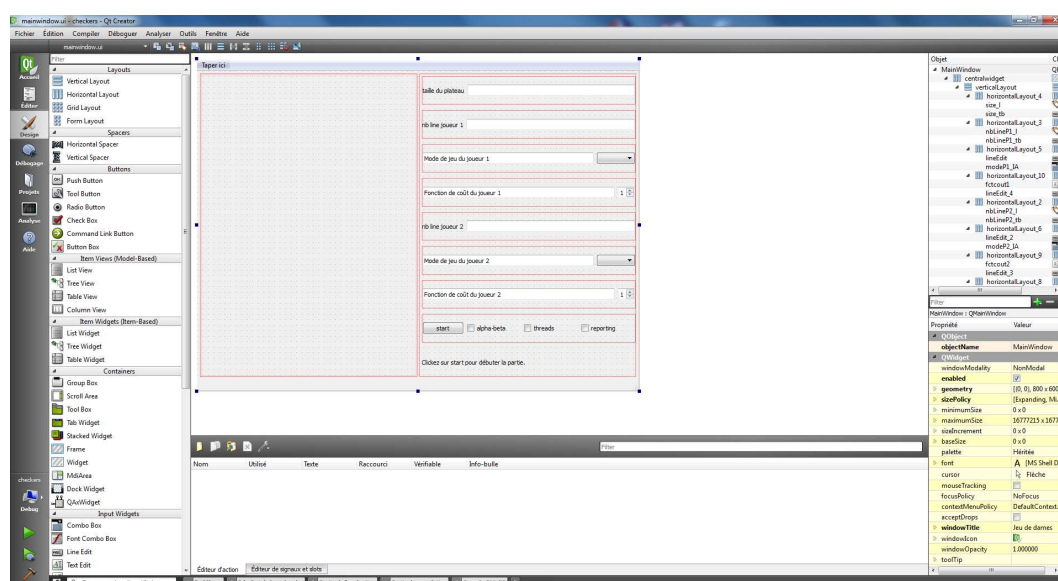 mainwindow.ui - checkers - Qt Creator
Fichier Édition Compiler Déboguer Analyser Outils Fenêtre Aide
mainwindow.ui
Accueil
Éditer
Design
Débogage
Projets
Analyse
Aide
checkers
Debug
Filter
Layouts
Vertical Layout
Horizontal Layout
Grid Layout
Form Layout
Spacers
Horizontal Spacer
Vertical Spacer
Buttons
Push Button
Tool Button
Radio Button
Check Box
Command Link Button
Button Box
Item Views (Model-Based)
List View
Tree View
Table View
Column View
Item Widgets (Item-Based)
List Widget
Tree Widget
Table Widget
Containers
Group Box
Scroll Area
Tool Box
Tab Widget
Stacked Widget
Frame
Widget
MdiArea
Dock Widget
QAxWidget
Input Widgets
Combo Box
Font Combo Box
Line Edit
Text Edit
Taper ici
taille du plateau
nb line joueur 1
Mode de jeu du joueur 1
Fonction de coût du joueur 1 1
nb line joueur 2
Mode de jeu du joueur 2
Fonction de coût du joueur 2 1
start alpha-beta threads reporting
Clickez sur start pour débuter la partie.
Filter
Nom Utilisé Texte Raccourci Vérifiable Info-bulle
Éditeur d'action Éditeur de signaux et slots
Objet
MainWindow
centralwidget
verticalLayout
horizontalLayout_4
size_l
size_tb
horizontalLayout_3
nbLineP1_l
nbLineP1_tb
horizontalLayout_5
lineEdit
modeP1_IA
horizontalLayout_10
fctcout1
lineEdit_4
horizontalLayout_2
nbLineP2_l
nbLineP2_tb
horizontalLayout_6
lineEdit_2
modeP2_IA
horizontalLayout_9
fctcout2
lineEdit_3
horizontalLayout_8
Filter
MainWindow : QMainWindow
Propriété Valeur
QObject
objectName MainWindow
QWidget
windowModality NonModal
enabled
geometry [(0, 0), 800 x 600
sizePolicy [Expanding, Mi..
minimumSize 0 x 0
maximumSize 16777215 x 1677
sizeIncrement 0 x 0
baseSize 0 x 0
palette Héritée
font A [MS Shell D
cursor Flèche
mouseTracking
focusPolicy NoFocus
contextMenuPolicy DefaultContext
acceptDrops
windowTitle Jeu de dames
windowIcon
windowOpacity 1.000000
toolTip